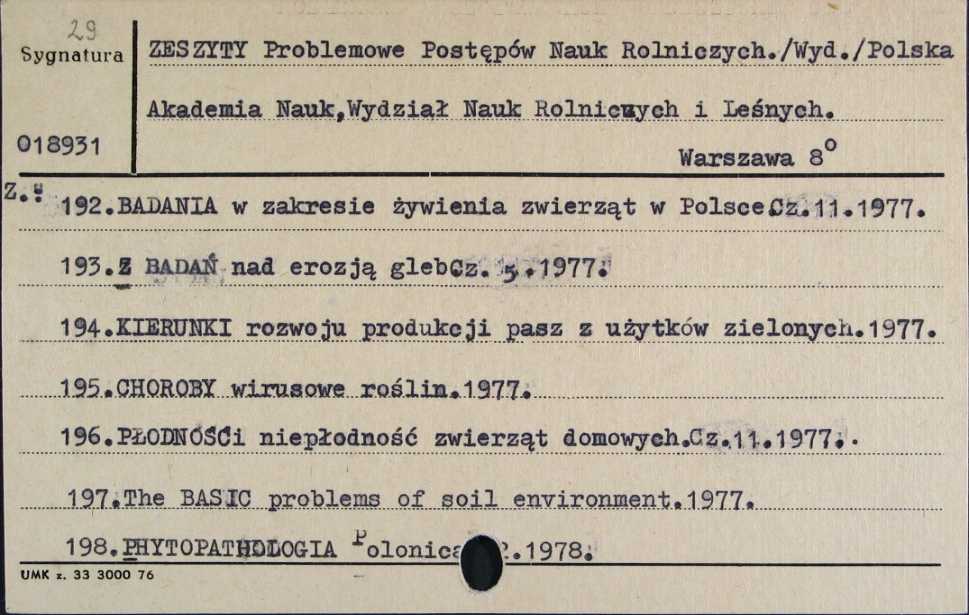 29
Sygnatura
ZESZYTY Problemowe Postępów Nauk Rolniczych./Wyd./Polska
Akademia Nauk,Wydział Nauk Rolniczych i Leśnych.
018931
Warszawa 8°
Z.:
192.BADANIA w zakresie żywienia zwierząt w Polsce.Cz.11.1977.
193.Z BADAŃ nad erozją gleb.Cz. 5.1977.
194.KIERUNKI rozwoju produkcji pasz z użytków zielonych.1977.
195.CHOROBY wirusowe roślin.1977.
196.PŁODNOŚĆi niepłodność zwierząt domowych.Cz.11.1977.
197.The BASIC problems of soil environment.1977.
198.PHYTOPATHOLOGIA Polonica .1978.
UMK z. 33 3000 76